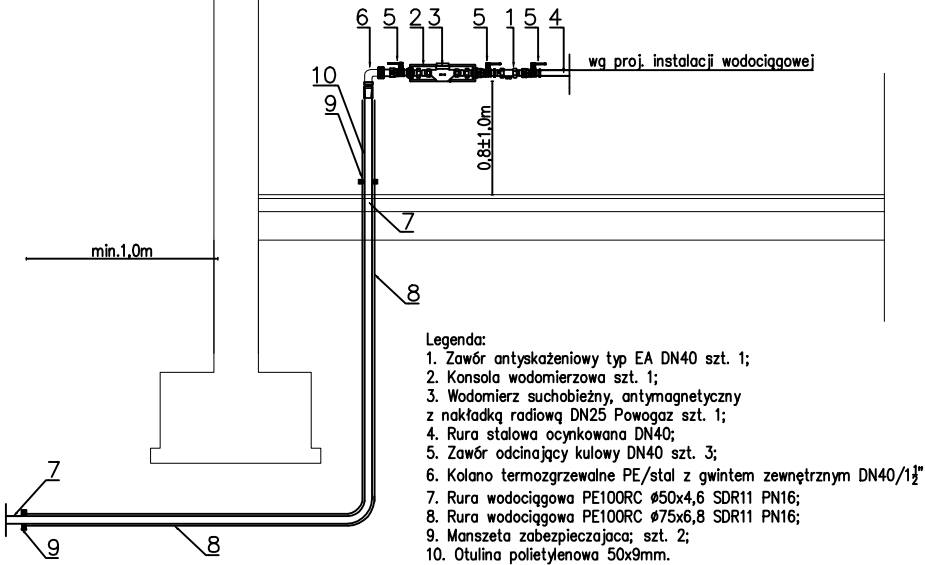 6 5 2 3 5 1 5 4
wg proj. instalacji wodociągowej
10
9
0,8±1,0m
7
min.1,0m
8
Legenda:
1. Zawór antyskażeniowy typ EA DN40 szt. 1;
2. Konsola wodomierzowa szt. 1;
3. Wodomierz suchobieżny, antymagnetyczny
z nakładką radiową DN25 Powogaz szt. 1;
4. Rura stalowa ocynkowana DN40;
5. Zawór odcinający kulowy DN40 szt. 3;
6. Kolano termozgrzewalne PE/stal z gwintem zewnętrznym DN40/1½"
7. Rura wodociągowa PE100RC ø50x4,6 SDR11 PN16;
8. Rura wodociągowa PE100RC ø75x6,8 SDR11 PN16;
9. Manszeta zabezpieczajaca; szt. 2;
10. Otulina polietylenowa 50x9mm.
7
9
8